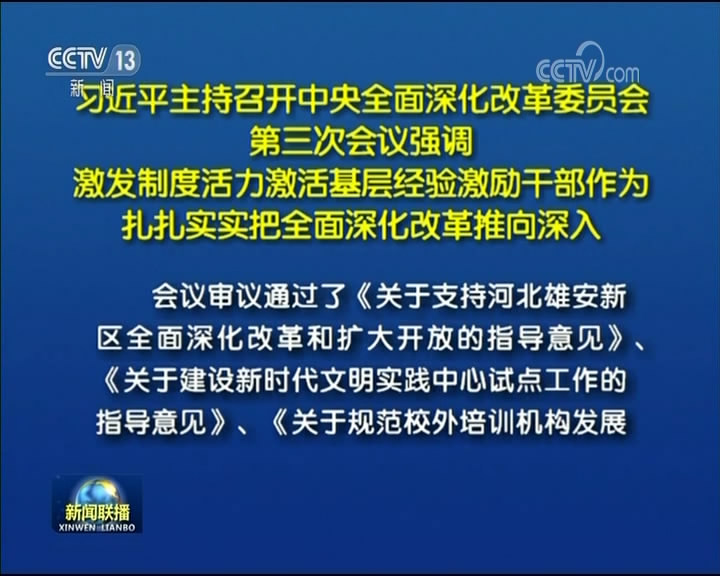 CCTV 13
新闻
CCTV.com
习近平主持召开中央全面深化改革委员会
第三次会议强调
激发制度活力激活基层经验激励干部作为
扎扎实实把全面深化改革推向深入
会议审议通过了《关于支持河北雄安新
区全面深化改革和扩大开放的指导意见》、
《关于建设新时代文明实践中心试点工作的
指导意见》、《关于规范校外培训机构发展
新闻联播
XINWEN LIANBO